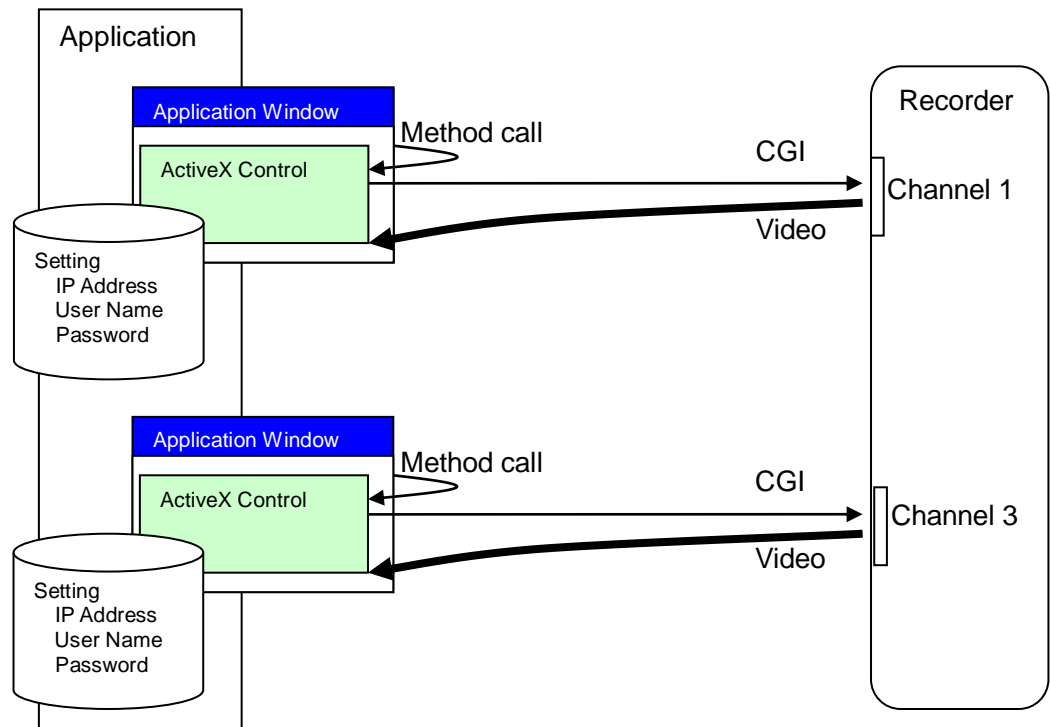 Application
Recorder
Application Window
Method call
ActiveX Control
CGI
Channel 1
Video
Setting
IP Address
User Name
Password
Application Window
Method call
ActiveX Control
CGI
Channel 3
Video
Setting
IP Address
User Name
Password